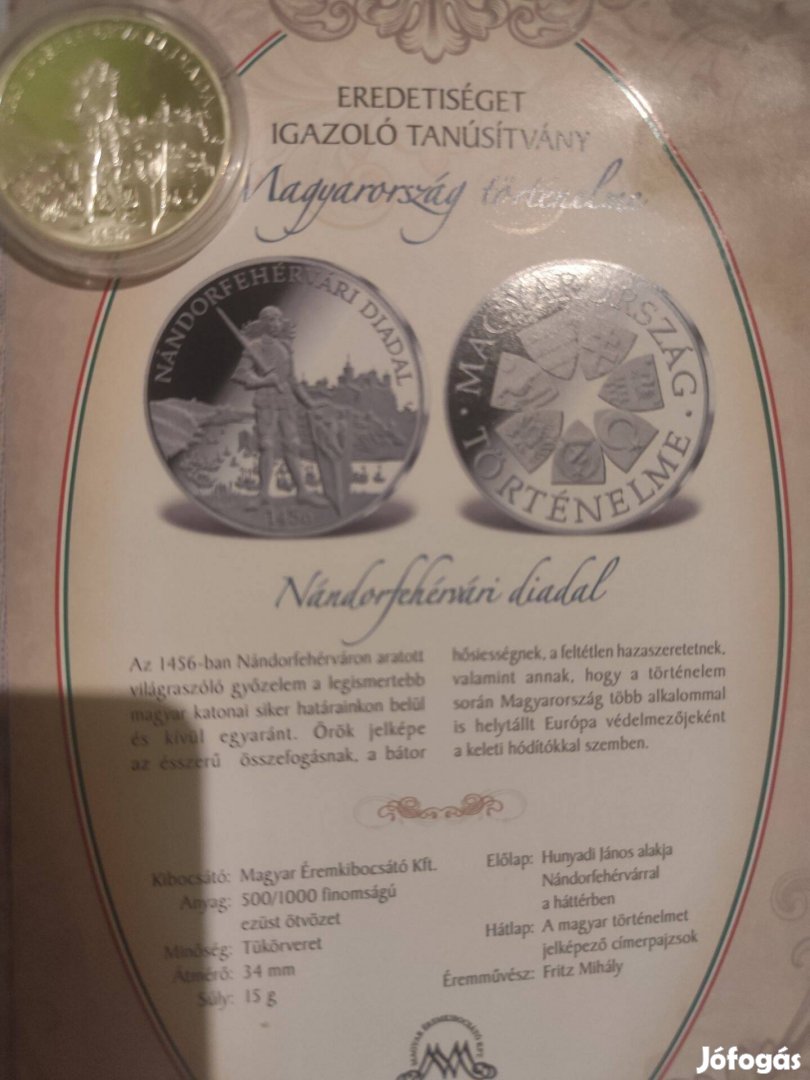 EREDETISÉGET
IGAZOLÓ TANÚSÍTVÁNY
Magyarország történelme
NÁNDORFEHÉRVÁRI DIADAL
1456
MAGYARORSZÁG
TÖRTÉNELME
1456
Nándorfehérvári diadal
Az 1456-ban Nándorfehérváron aratott
világraszóló győzelem a legismertebb
magyar katonai siker határainkon belül
és kívül egyaránt. Örök jelképe
az ésszerű összefogásnak, a bátor
hősiességnek, a feltétlen hazaszeretetnek,
valamint annak, hogy a történelem
során Magyarország több alkalommal
is helytállt Európa védelmezőjeként
a keleti hódítókkal szemben.
Kibocsátó: Magyar Éremkibocsátó Kft.
Anyag: 500/1000 finomságú
ezüst ötvözet
Minőség: Tükörveret
Átmérő: 34 mm
Súly: 15 g
Előlap: Hunyadi János alakja
Nándorfehérvárral
a háttérben
Hátlap: A magyar történelmet
jelképező címerpajzsok
Éremművész: Fritz Mihály
MAGYAR ÉREMKIBOCSÁTÓ KFT.
Jófogás